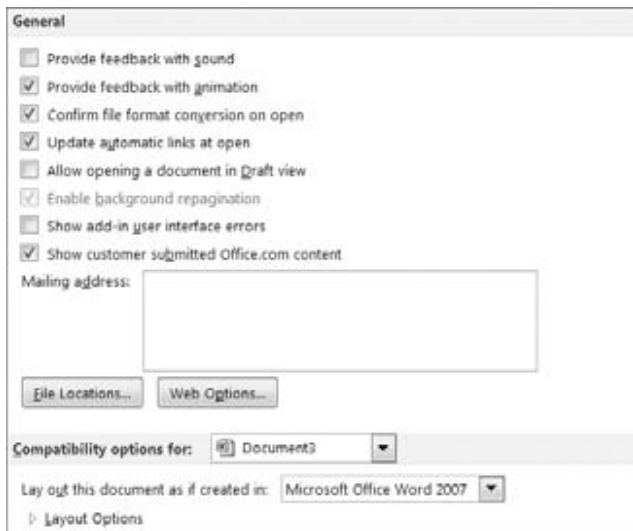 General
Provide feedback with sound
Provide feedback with animation
Confirm file format conversion on open
Update automatic links at open
Allow opening a document in Draft view
Enable background repagination
Show add-in user interface errors
Show customer submitted Office.com content
Mailing address:
File Locations... Web Options...
Compatibility options for: Document3
Lay out this document as if created in: Microsoft Office Word 2007
Layout Options